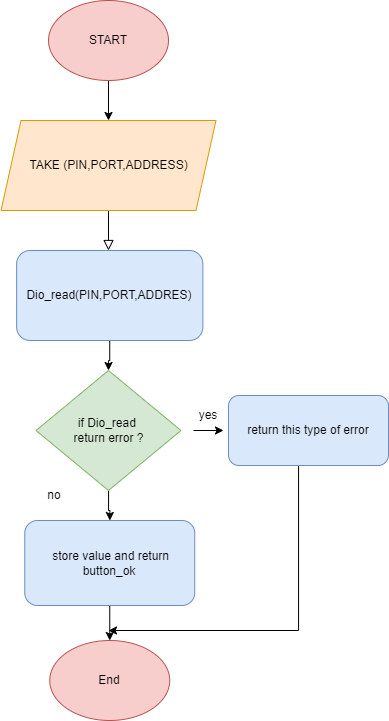 START
TAKE (PIN,PORT,ADDRESS)
Dio_read(PIN,PORT,ADDRES)
if Dio_read
return error ?
yes
return this type of error
no
store value and return
button_ok
End